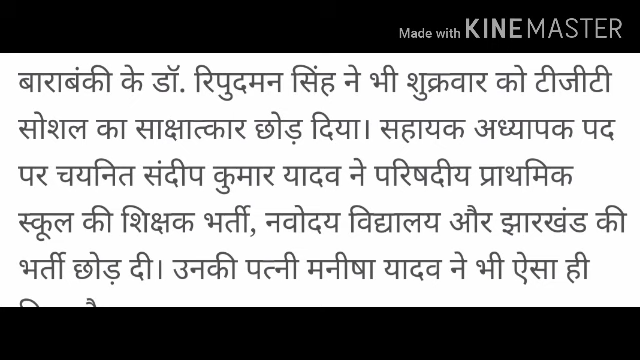 Made with KINEMASTER
बाराबंकी के डॉ. रिपुदमन सिंह ने भी शुक्रवार को टीजीटी
सोशल का साक्षात्कार छोड़ दिया। सहायक अध्यापक पद
पर चयनित संदीप कुमार यादव ने परिषदीय प्राथमिक
स्कूल की शिक्षक भर्ती, नवोदय विद्यालय और झारखंड की
भर्ती छोड़ दी। उनकी पत्नी मनीषा यादव ने भी ऐसा ही